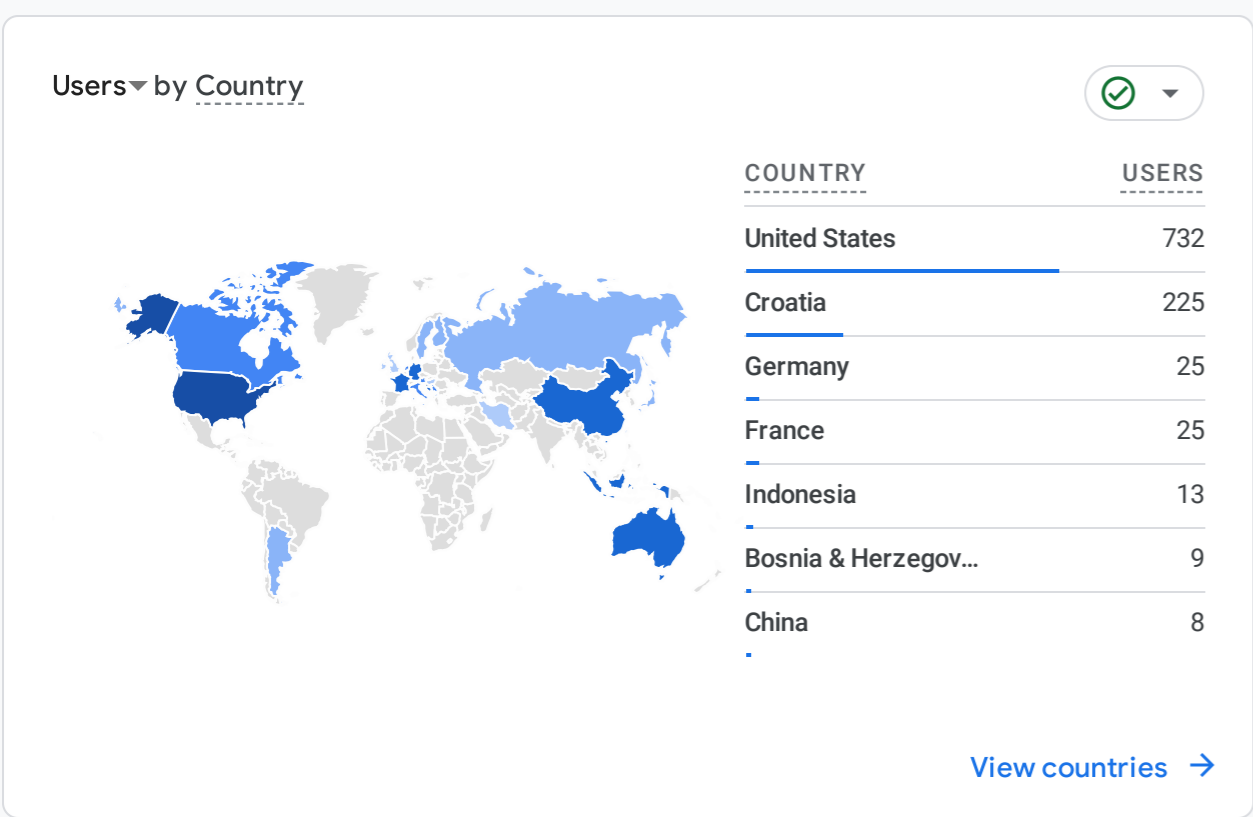 Users by Country
COUNTRY USERS
United States 732
Croatia 225
Germany 25
France 25
Indonesia 13
Bosnia & Herzegov... 9
China 8
View countries